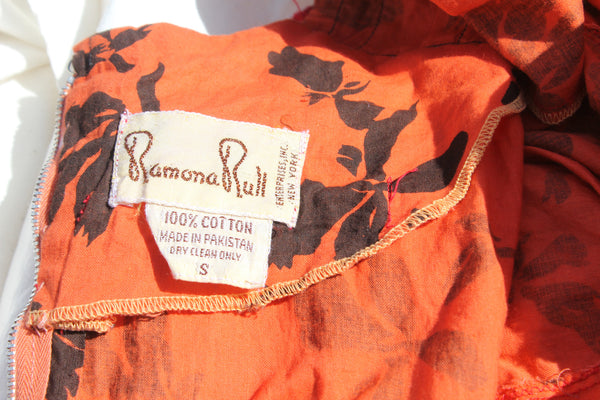 Ramona Rull
ENTERPRISES, INC.
NEW YORK
100% COTTON
MADE IN PAKISTAN
DRY CLEAN ONLY
S